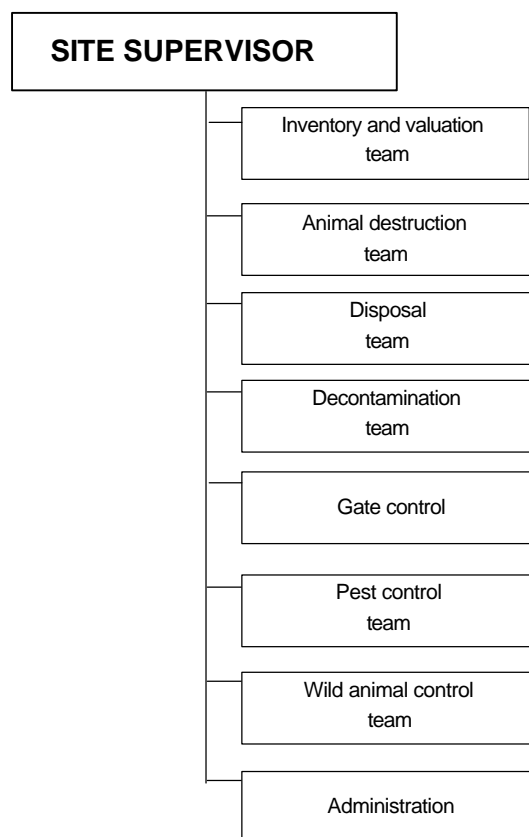 SITE SUPERVISOR
Inventory and valuation
team
Animal destruction
team
Disposal
team
Decontamination
team
Gate control
Pest control
team
Wild animal control
team
Administration